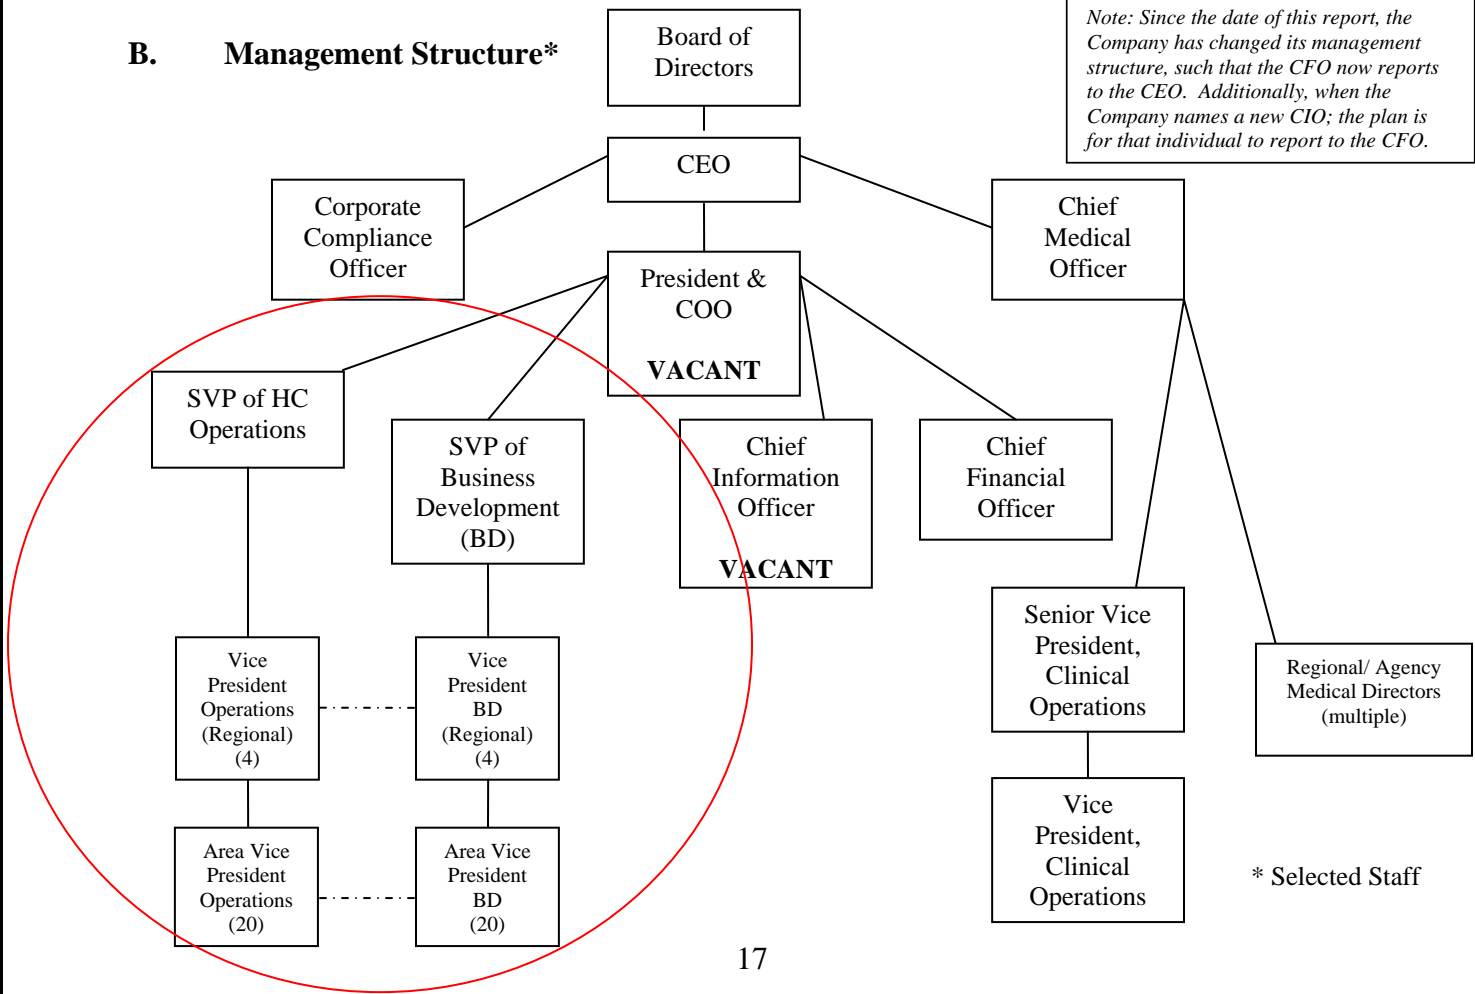 B. Management Structure*
Board of
Directors
Note: Since the date of this report, the
Company has changed its management
structure, such that the CFO now reports
to the CEO. Additionally, when the
Company names a new CIO; the plan is
for that individual to report to the CFO.
CEO
Corporate
Compliance
Officer
President &
COO
VACANT
Chief
Medical
Officer
SVP of HC
Operations
SVP of
Business
Development
(BD)
Chief
Information
Officer
VACANT
Chief
Financial
Officer
Senior Vice
President,
Clinical
Operations
Regional/ Agency
Medical Directors
(multiple)
Vice
President
Operations
(Regional)
(4)
Vice
President
BD
(Regional)
(4)
Area Vice
President
Operations
(20)
Area Vice
President
BD
(20)
Vice
President,
Clinical
Operations
* Selected Staff
17